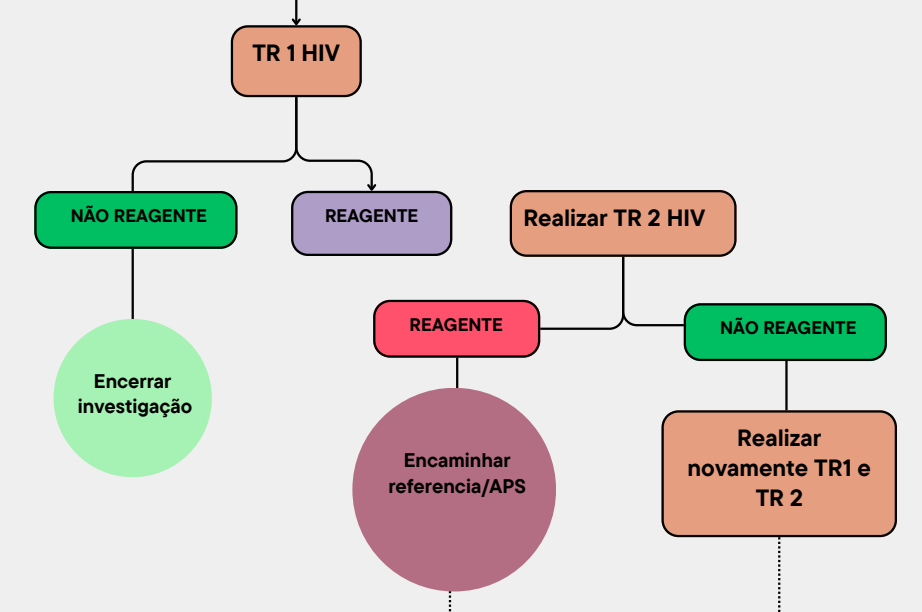 TR 1 HIV
NÃO REAGENTE
REAGENTE
Realizar TR 2 HIV
REAGENTE
NÃO REAGENTE
Encerrar
investigação
Encaminhar
referencia/APS
Realizar
novamente TR1 e
TR 2